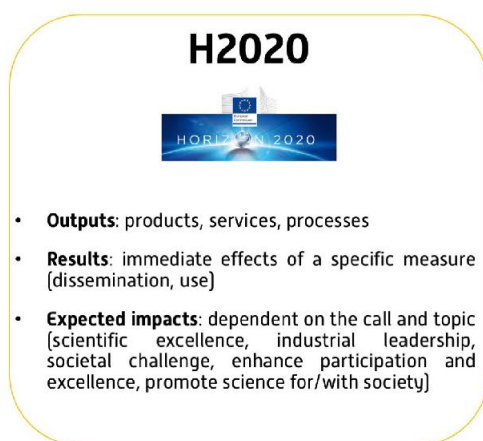 H2020
HORIZON 2020
• Outputs: products, services, processes
• Results: immediate effects of a specific measure
(dissemination, use)
• Expected impacts: dependent on the call and topic
(scientific excellence, industrial leadership,
societal challenge, enhance participation and
excellence, promote science for/with society)